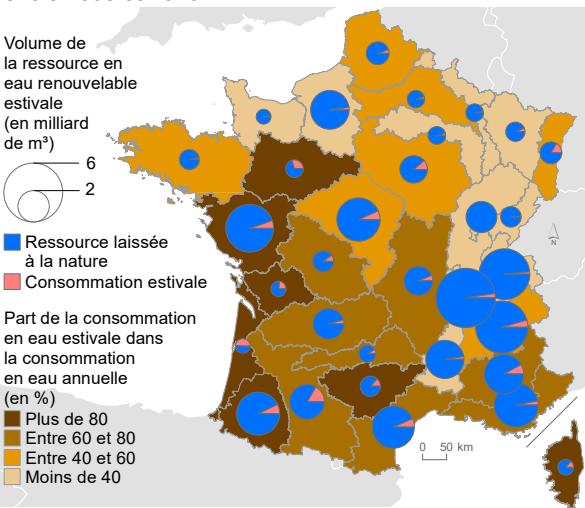 Volume de
la ressource en
eau renouvelable
estivale
(en milliard
de m³)
6
2
Ressource laissée
à la nature
Consommation estivale
Part de la consommation
en eau estivale dans
la consommation
en eau annuelle
(en %)
Plus de 80
Entre 60 et 80
Entre 40 et 60
Moins de 40
N
0 50 km